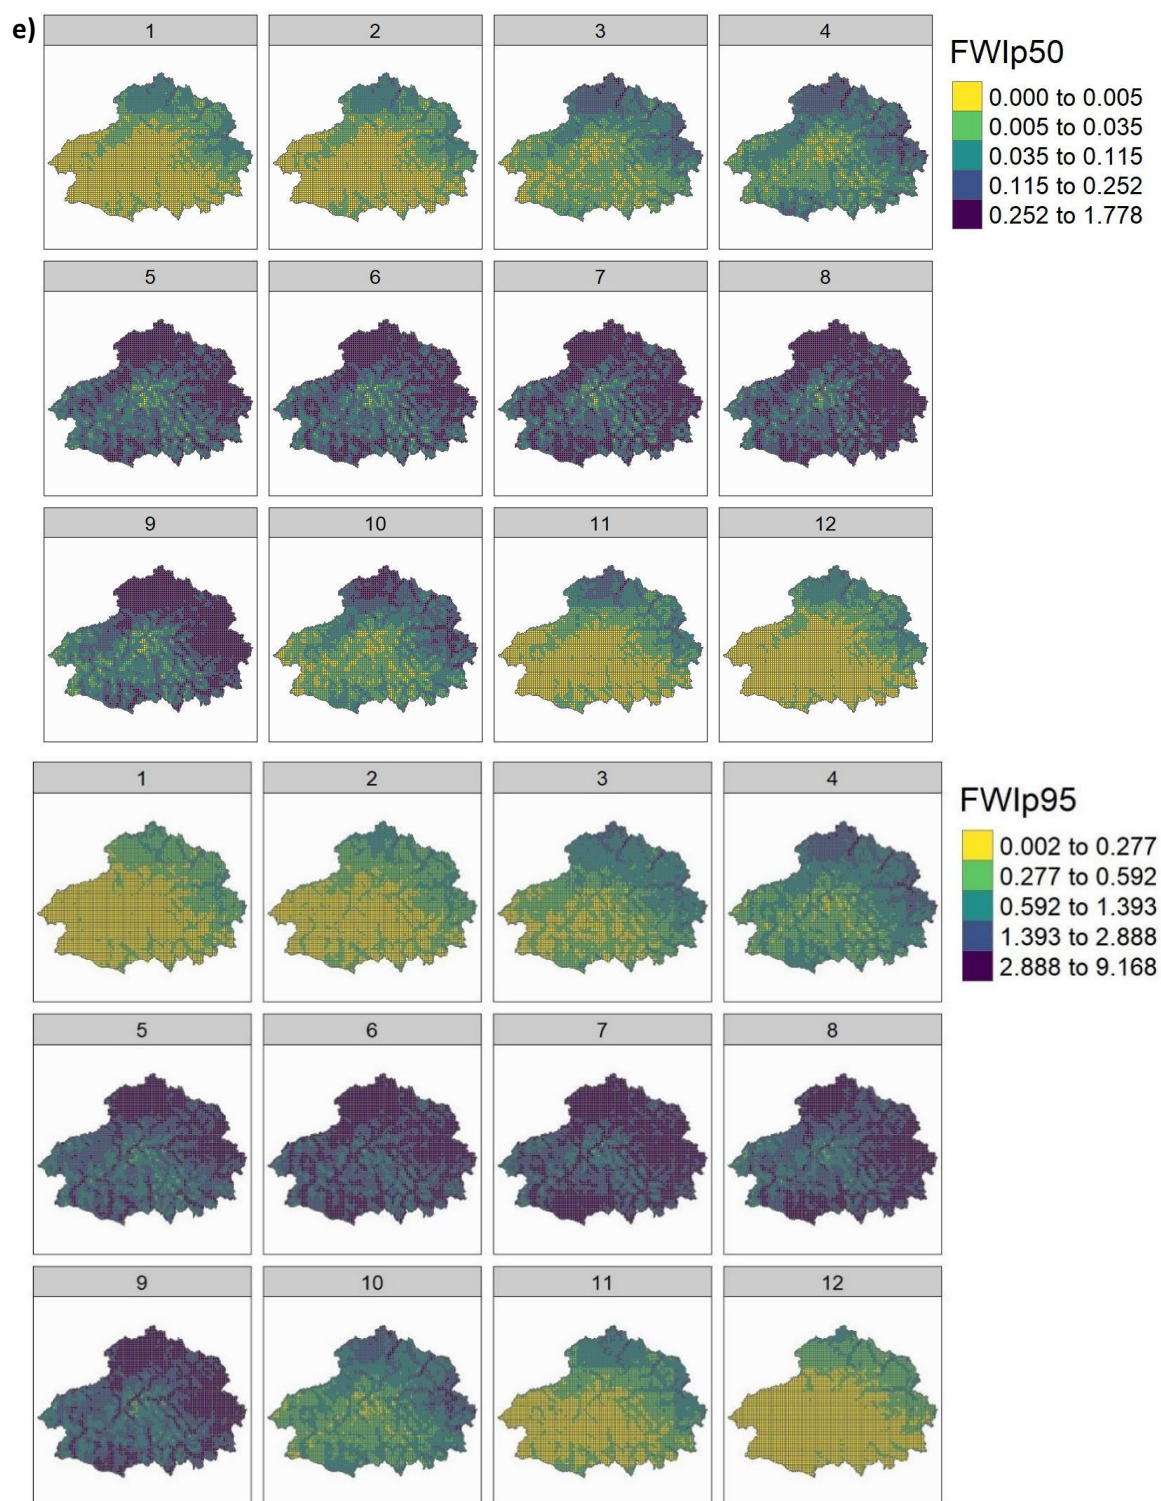 e)
1 2 3 4
FWIp50
0.000 to 0.005
0.005 to 0.035
0.035 to 0.115
0.115 to 0.252
0.252 to 1.778
5 6 7 8
9 10 11 12
1 2 3 4
FWIp95
0.002 to 0.277
0.277 to 0.592
0.592 to 1.393
1.393 to 2.888
2.888 to 9.168
5 6 7 8
9 10 11 12